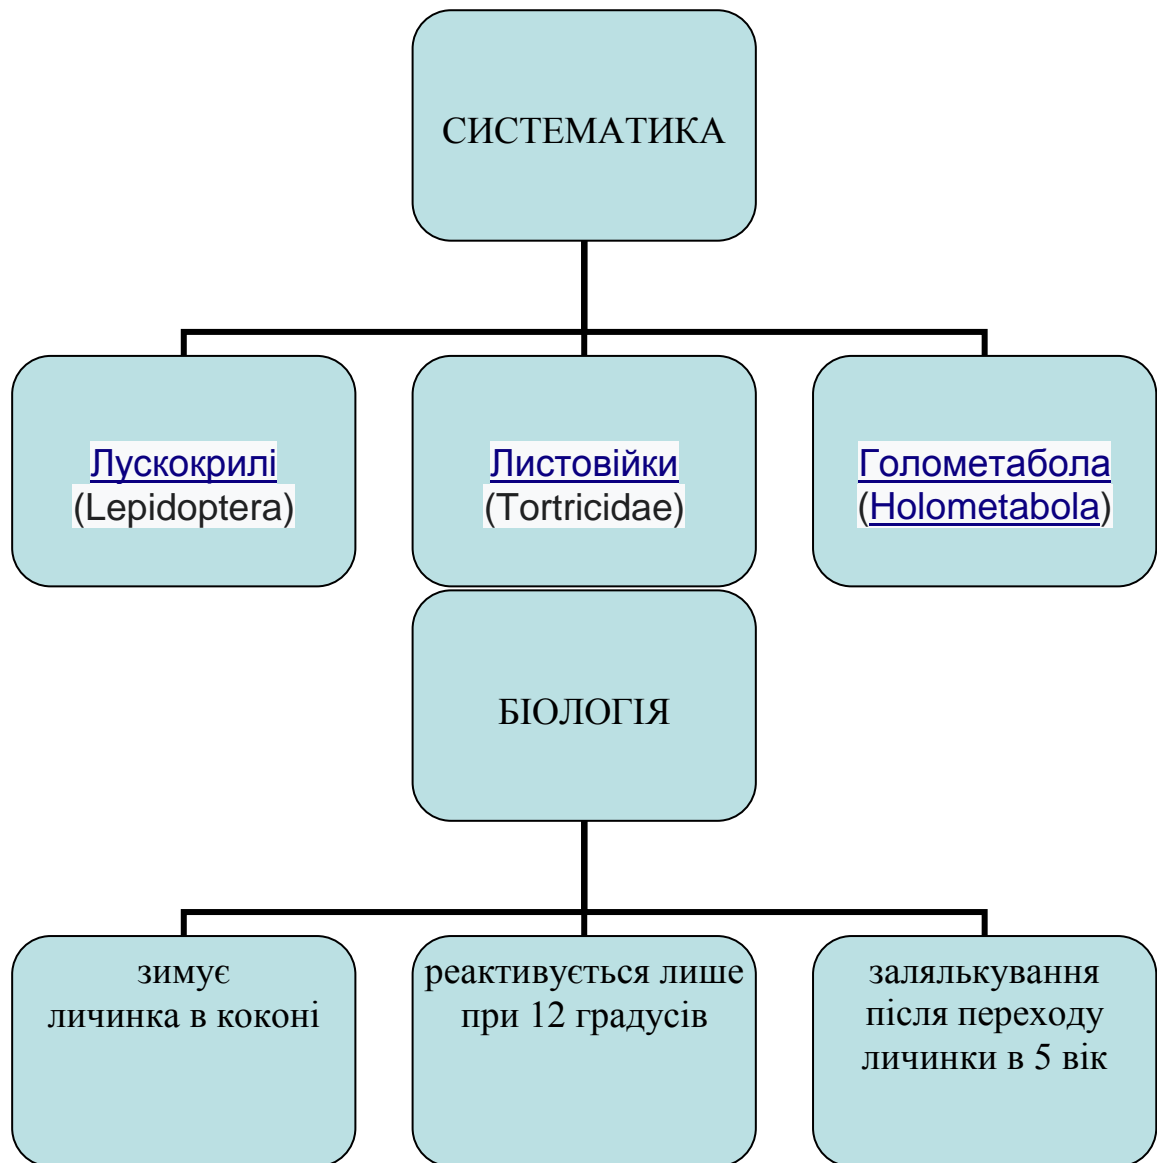 СИСТЕМАТИКА
Лускокрилі
(Lepidoptera)
Листовійки
(Tortricidae)
Голометабола
(Holometabola)
БІОЛОГІЯ
зимує
личинка в коконі
реактивується лише
при 12 градусів
залялькування
після переходу
личинки в 5 вік